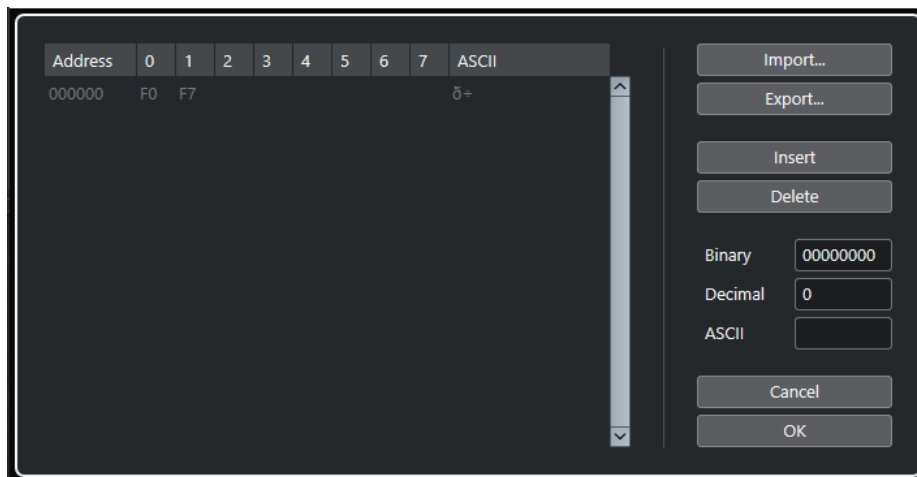 Address 0 1 2 3 4 5 6 7 ASCII
000000 F0 F7 ð÷
Import...
Export...
Insert
Delete
Binary 00000000
Decimal 0
ASCII
Cancel
OK